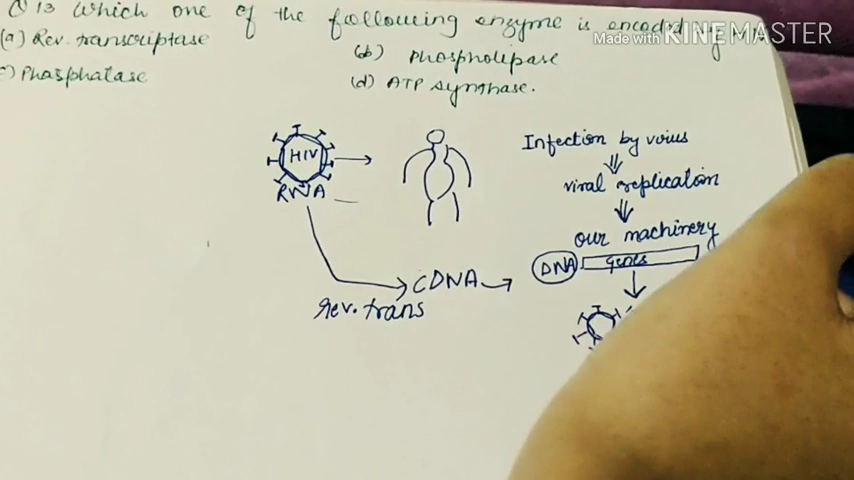 Q 13 Which one of the following enzyme is encoded
Made with KINEMASTER
(a) Rev. transcriptase
(b) Phospholipase
c) Phosphatase
(d) ATP synthase.
HIV
RNA
Infection by virus
viral replication
our machinery
DNA genes
cDNA
rev. trans